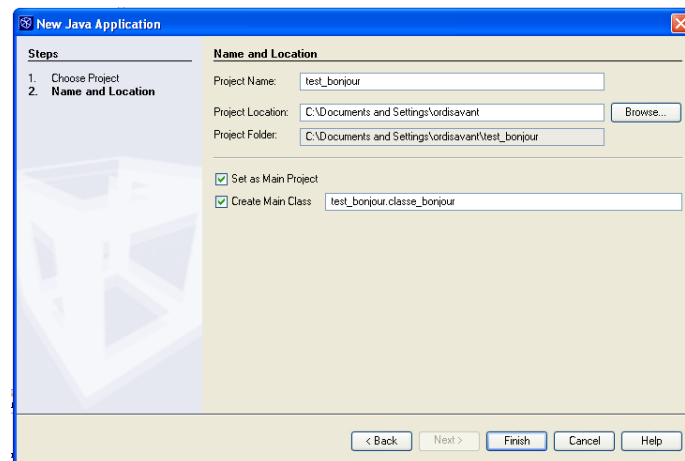 New Java Application
Steps
1. Choose Project
2. Name and Location
Name and Location
Project Name: test_bonjour
Project Location: C:\Documents and Settings\ordisavant Browse...
Project Folder: C:\Documents and Settings\ordisavant\test_bonjour
Set as Main Project
Create Main Class test_bonjour.classe_bonjour
< Back Next > Finish Cancel Help